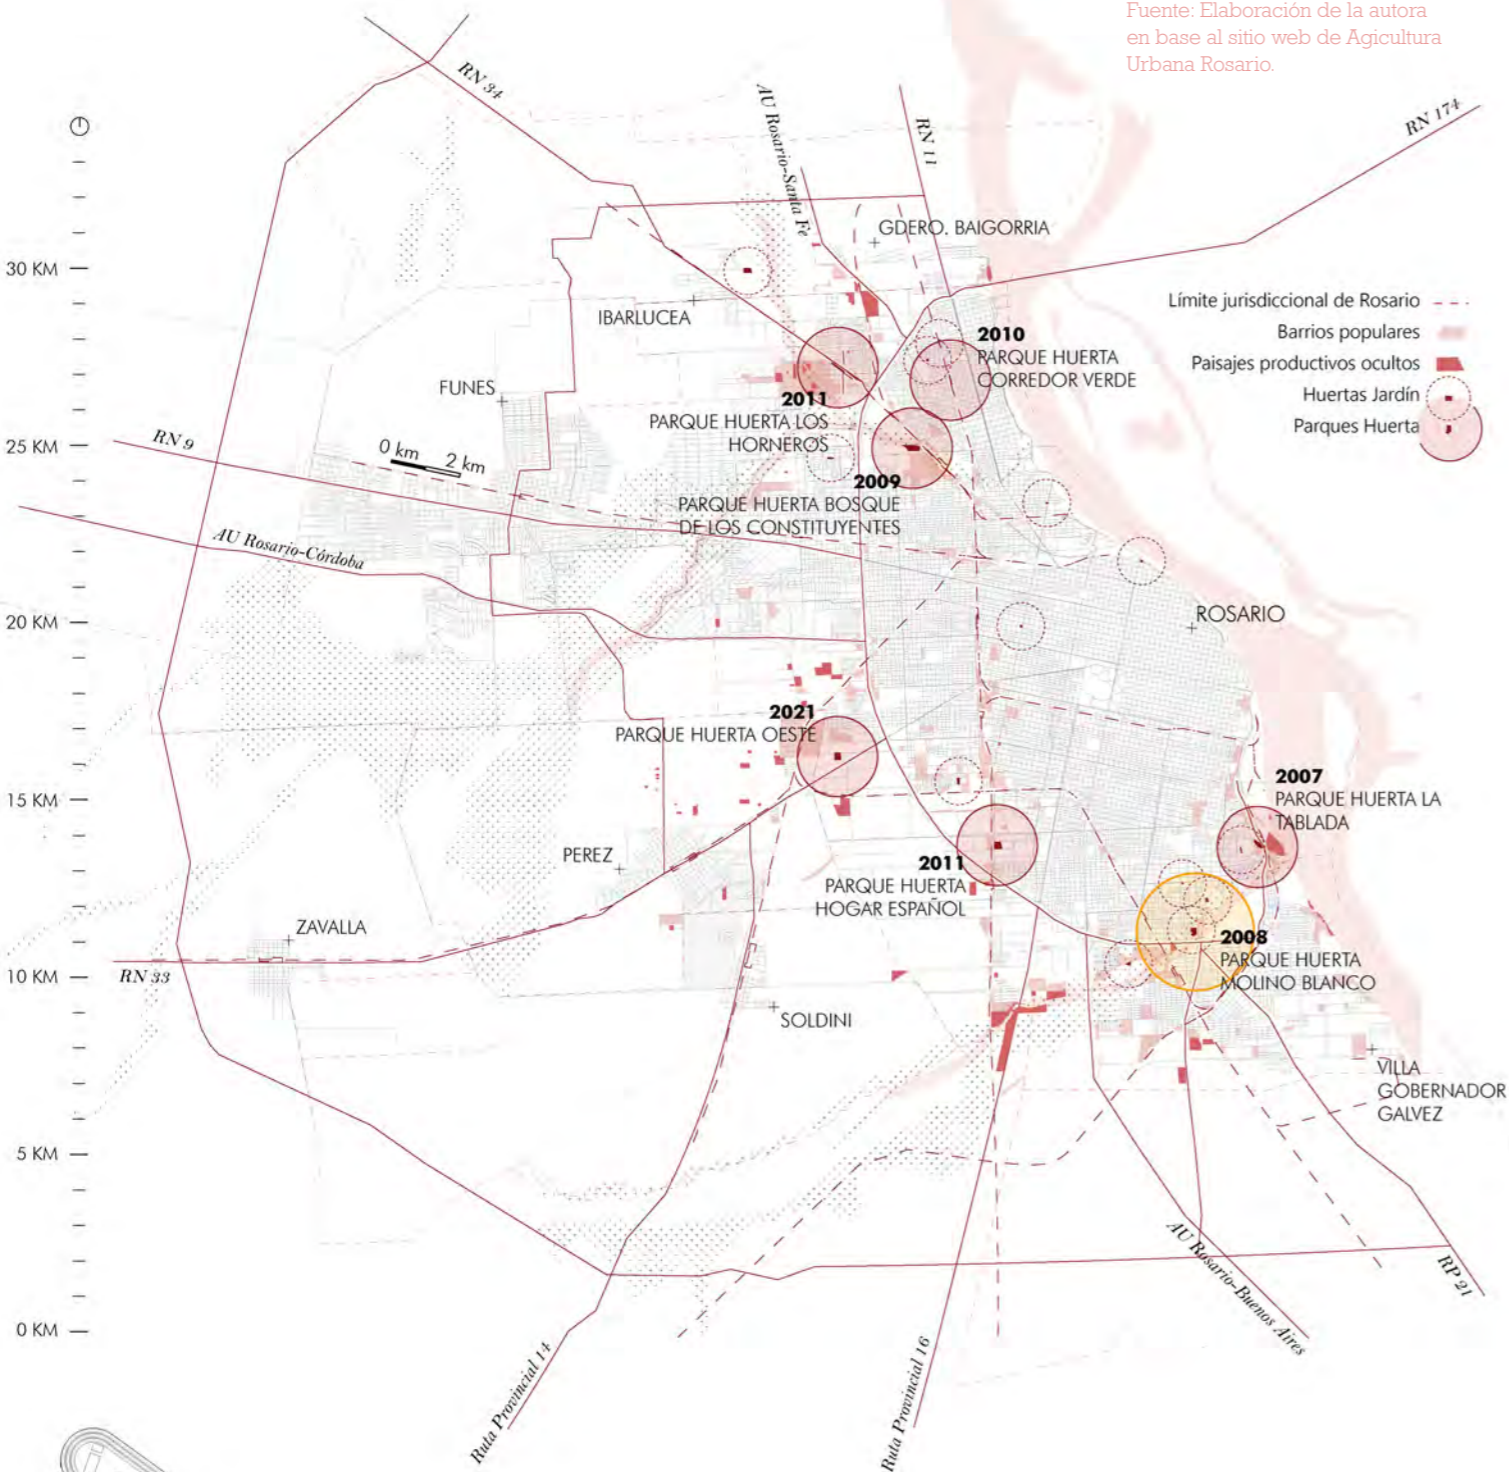 Fuente: Elaboración de la autora
en base al sitio web de Agicultura
Urbana Rosario.
RN 34
AU Rosario-Santa Fe
RN 11
RN 174
GDERO. BAIGORRIA
30 KM
IBARLUCEA
Límite jurisdiccional de Rosario
Barrios populares
Paisajes productivos ocultos
Huertas Jardín
Parques Huerta
2010
PARQUE HUERTA
CORREDOR VERDE
FUNES
2011
PARQUE HUERTA LOS
HORNEROS
25 KM
RN 9
0 km 2 km
2009
PARQUE HUERTA BOSQUE
DE LOS CONSTITUYENTES
AU Rosario-Córdoba
20 KM
ROSARIO
2021
PARQUE HUERTA OESTE
15 KM
2007
PARQUE HUERTA LA
TABLADA
PEREZ
2011
PARQUE HUERTA
HOGAR ESPAÑOL
ZAVALLA
2008
PARQUE HUERTA
MOLINO BLANCO
10 KM
RN 33
SOLDINI
VILLA
GOBERNADOR
GALVEZ
5 KM
AU Rosario-Buenos Aires
RP 21
0 KM
Ruta Provincial 14
Ruta Provincial 16